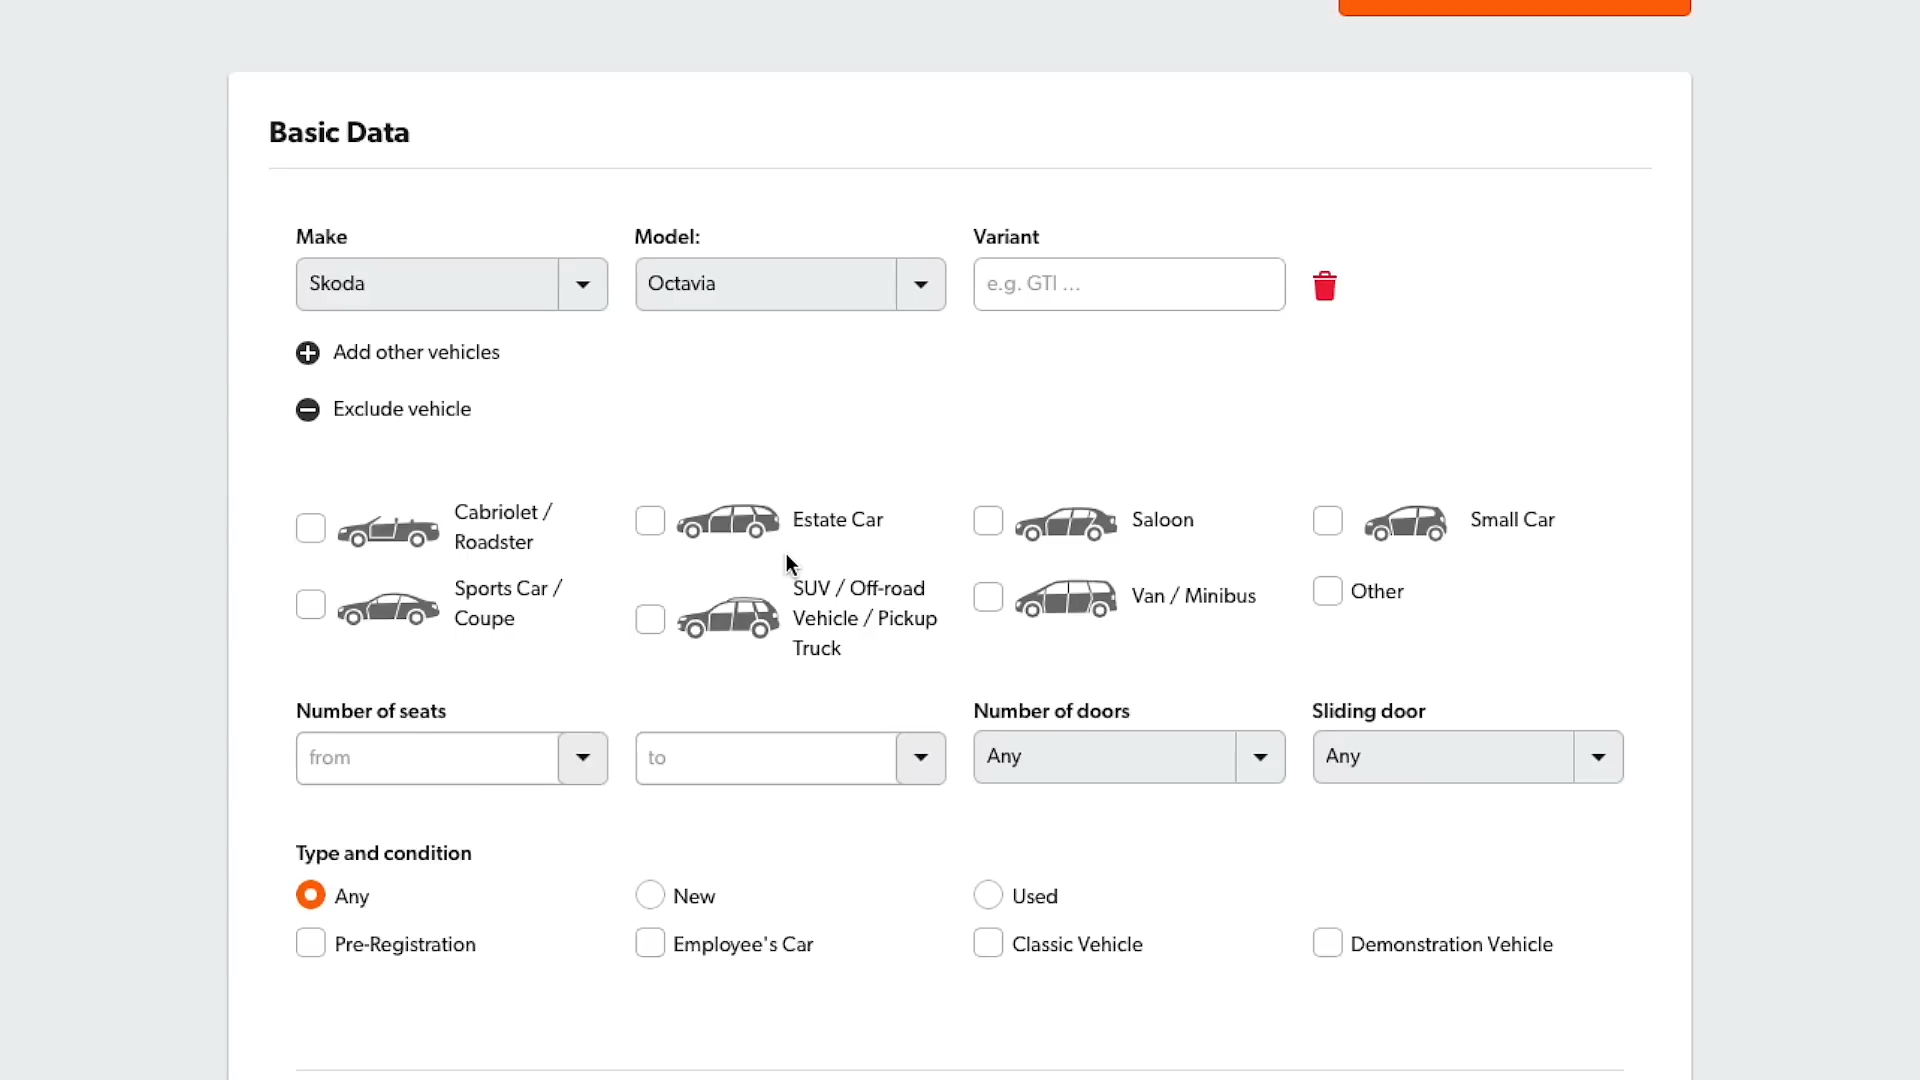 Basic Data
Make
Model:
Variant
Skoda
Octavia
e.g. GTI ...
Add other vehicles
Exclude vehicle
Cabriolet /
Roadster
Estate Car
Saloon
Small Car
Sports Car /
Coupe
SUV / Off-road
Vehicle / Pickup
Truck
Van / Minibus
Other
Number of seats
Number of doors
Sliding door
from
to
Any
Any
Type and condition
Any
New
Used
Pre-Registration
Employee's Car
Classic Vehicle
Demonstration Vehicle